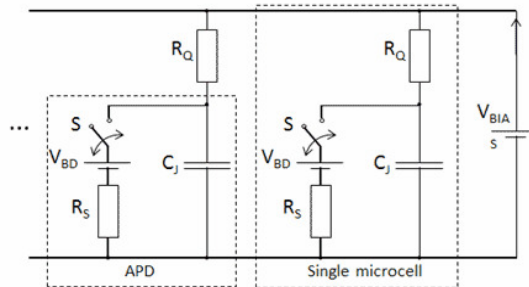 R_Q
R_Q
S
S
V_BIA
s
...
V_BD
C_J
V_BD
C_J
R_S
R_S
APD
Single microcell